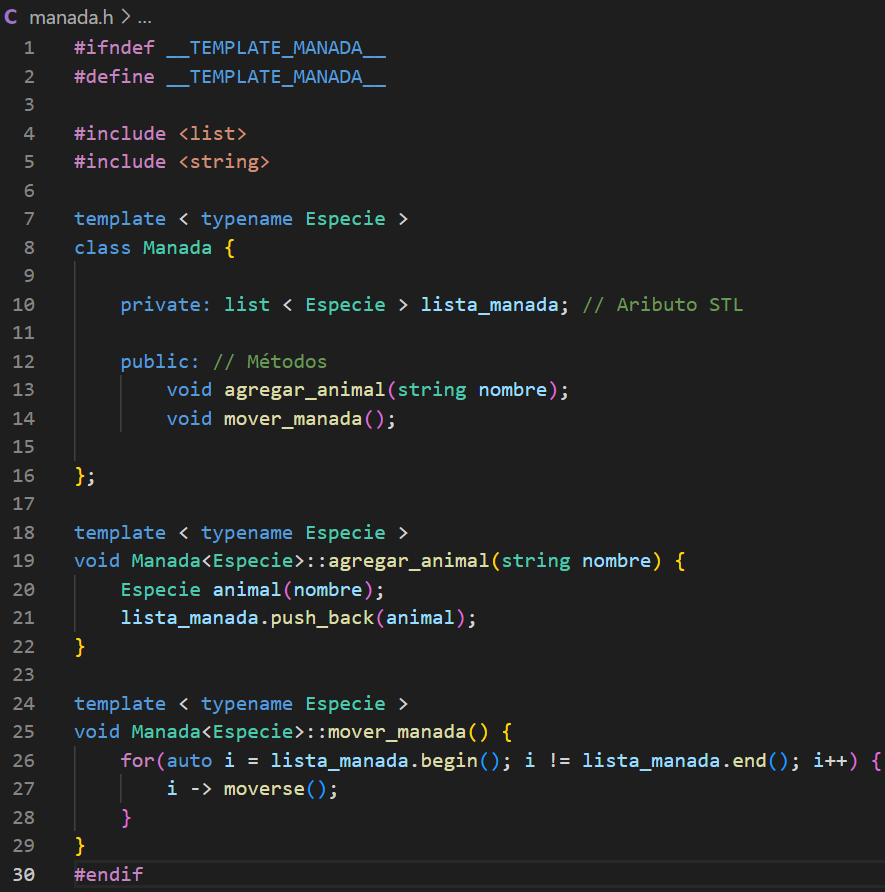 C manada.h > ...
1 #ifndef __TEMPLATE_MANADA__
2 #define __TEMPLATE_MANADA__
3
4 #include <list>
5 #include <string>
6
7 template < typename Especie >
8 class Manada {
9
10     private: list < Especie > lista_manada; // Aributo STL
11
12     public: // Métodos
13         void agregar_animal(string nombre);
14         void mover_manada();
15
16 };
17
18 template < typename Especie >
19 void Manada<Especie>::agregar_animal(string nombre) {
20     Especie animal(nombre);
21     lista_manada.push_back(animal);
22 }
23
24 template < typename Especie >
25 void Manada<Especie>::mover_manada() {
26     for(auto i = lista_manada.begin(); i != lista_manada.end(); i++) {
27         i -> moverse();
28     }
29 }
30 #endif